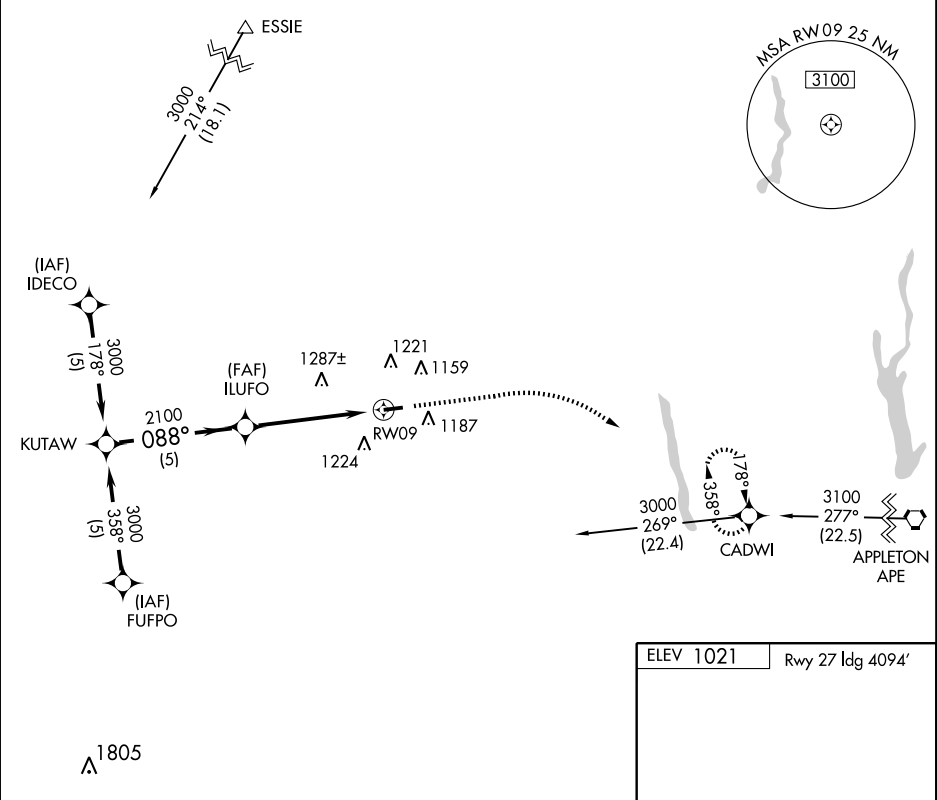 ESSIE
3000
214°
(18.1)
MSA RW09 25 NM
3100
(IAF)
IDECO
3000
178°
(5)
KUTAW
2100
088°
(5)
(FAF)
ILUFO
1287±
1221
1159
RW09
1187
1224
3000
358°
(5)
(IAF)
FUFPO
178°
358°
3000
269°
(22.4)
CADWI
3100
277°
(22.5)
APPLETON
APE
ELEV 1021
Rwy 27 ldg 4094'
1805